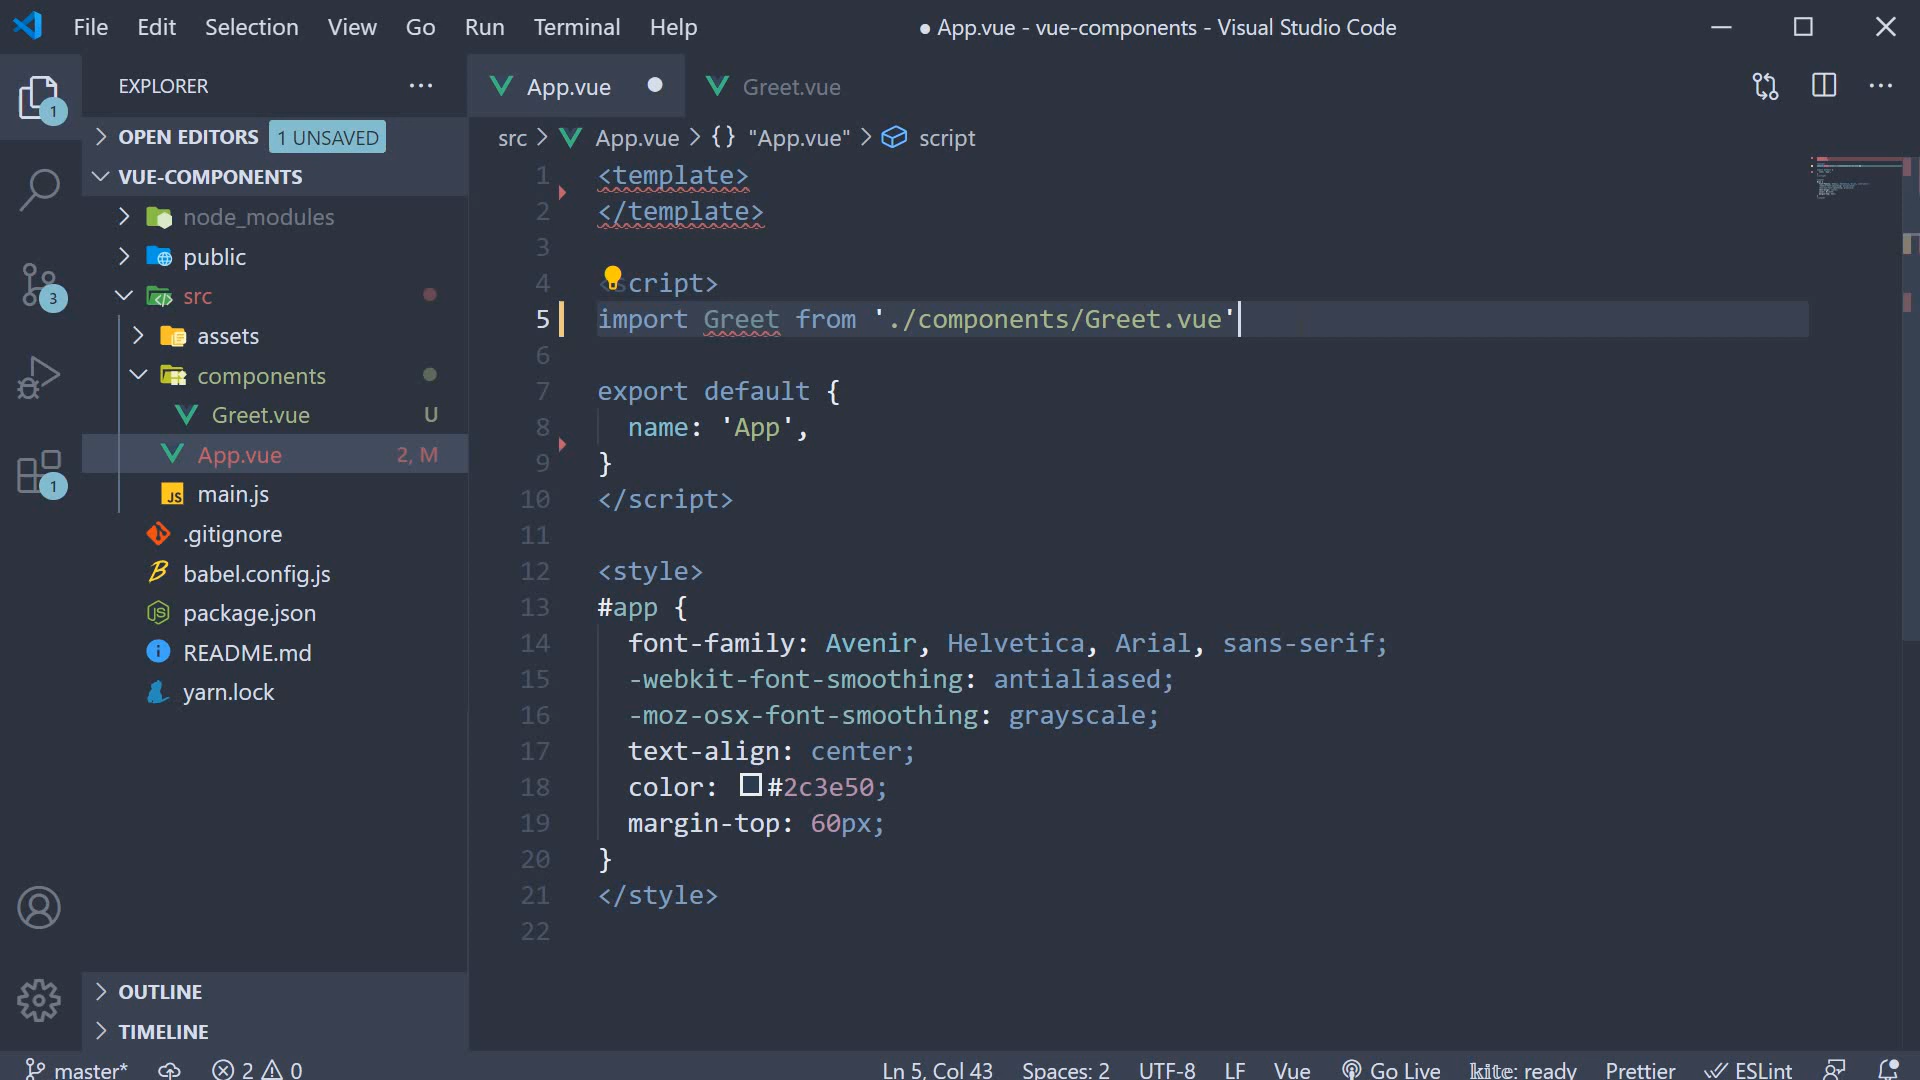 File Edit Selection View Go Run Terminal Help ● App.vue - vue-components - Visual Studio Code
EXPLORER
App.vue
Greet.vue
OPEN EDITORS 1 UNSAVED
src > App.vue > {} "App.vue" > script
VUE-COMPONENTS
node_modules
public
src
assets
components
Greet.vue U
App.vue 2, M
main.js
.gitignore
babel.config.js
package.json
README.md
yarn.lock
OUTLINE
TIMELINE
1
3
1
1 <template>
2 </template>
3
4 <script>
5 import Greet from './components/Greet.vue'
6
7 export default {
8 name: 'App',
9 }
10 </script>
11
12 <style>
13 #app {
14 font-family: Avenir, Helvetica, Arial, sans-serif;
15 -webkit-font-smoothing: antialiased;
16 -moz-osx-font-smoothing: grayscale;
17 text-align: center;
18 color: #2c3e50;
19 margin-top: 60px;
20 }
21 </style>
22
master* 2 0 Ln 5, Col 43 Spaces: 2 UTF-8 LF Vue Go Live kite: ready Prettier ESLint